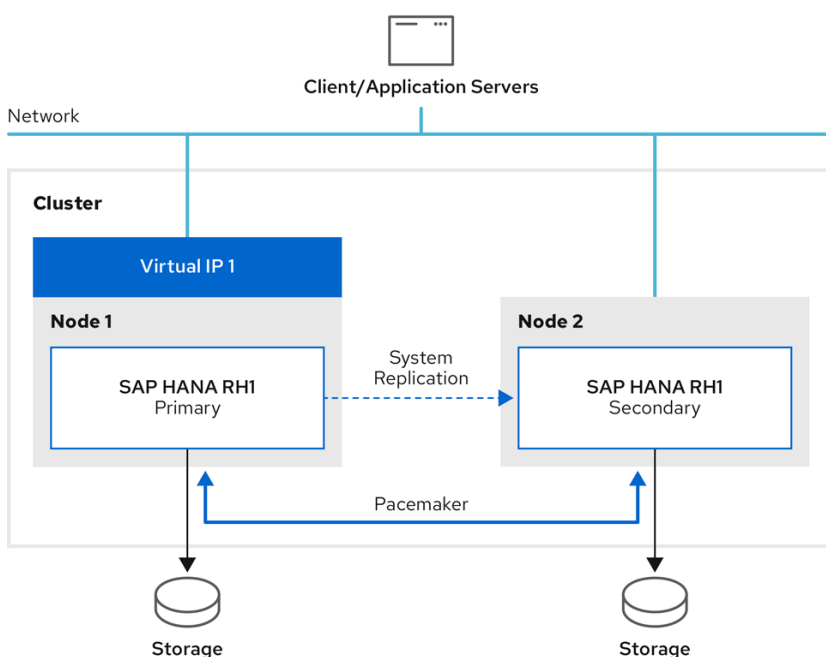 Client/Application Servers
Network
Cluster
Virtual IP 1
Node 1
Node 2
System
Replication
SAP HANA RH1
Primary
SAP HANA RH1
Secondary
Pacemaker
Storage
Storage